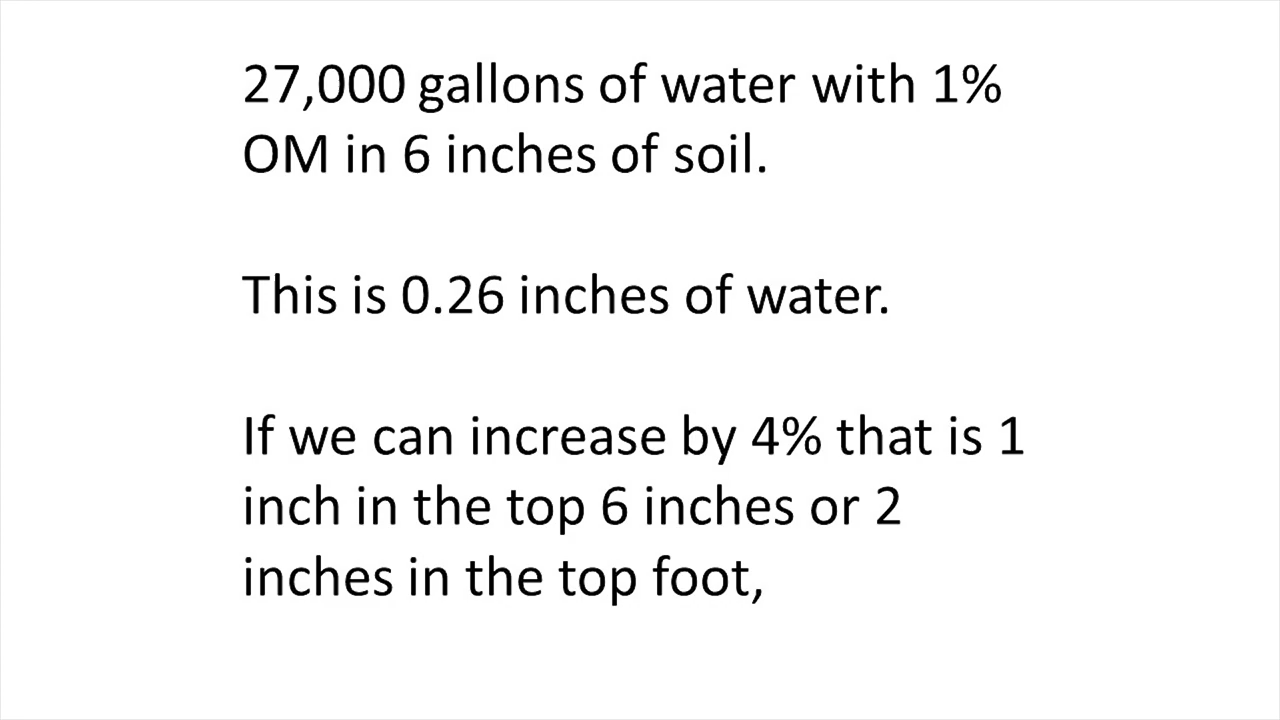 27,000 gallons of water with 1%
OM in 6 inches of soil.
This is 0.26 inches of water.
If we can increase by 4% that is 1
inch in the top 6 inches or 2
inches in the top foot,